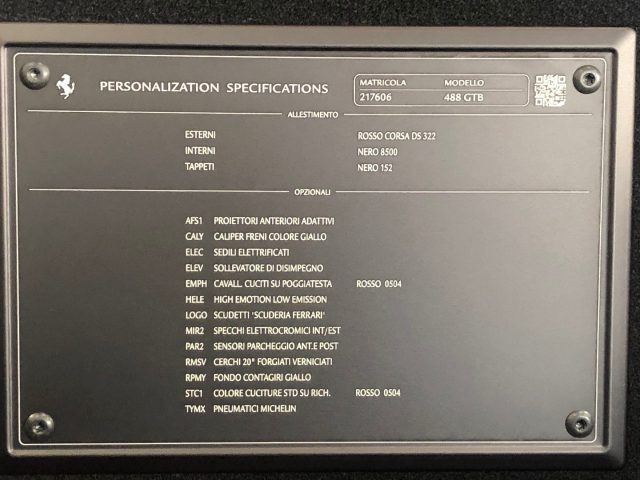 PERSONALIZATION SPECIFICATIONS
MATRICOLA MODELLO
217606 488 GTB
ALLESTIMENTO
ESTERNI ROSSO CORSA DS 322
INTERNI NERO 8500
TAPPETI NERO 152
OPZIONALI
AFS1 PROIETTORI ANTERIORI ADATTIVI
CALY CALIPER FRENI COLORE GIALLO
ELEC SEDILI ELETTRIFICATI
ELEV SOLLEVATORE DI DISIMPEGNO
EMPH CAVALL. CUCITI SU POGGIATESTA ROSSO 0504
HELE HIGH EMOTION LOW EMISSION
LOGO SCUDETTI 'SCUDERIA FERRARI'
MIR2 SPECCHI ELETTROCROMICI INT/EST
PAR2 SENSORI PARCHEGGIO ANT.E POST
RMSV CERCHI 20" FORGIATI VERNICIATI
RPMY FONDO CONTAGIRI GIALLO
STC1 COLORE CUCITURE STD SU RICH. ROSSO 0504
TYMX PNEUMATICI MICHELIN